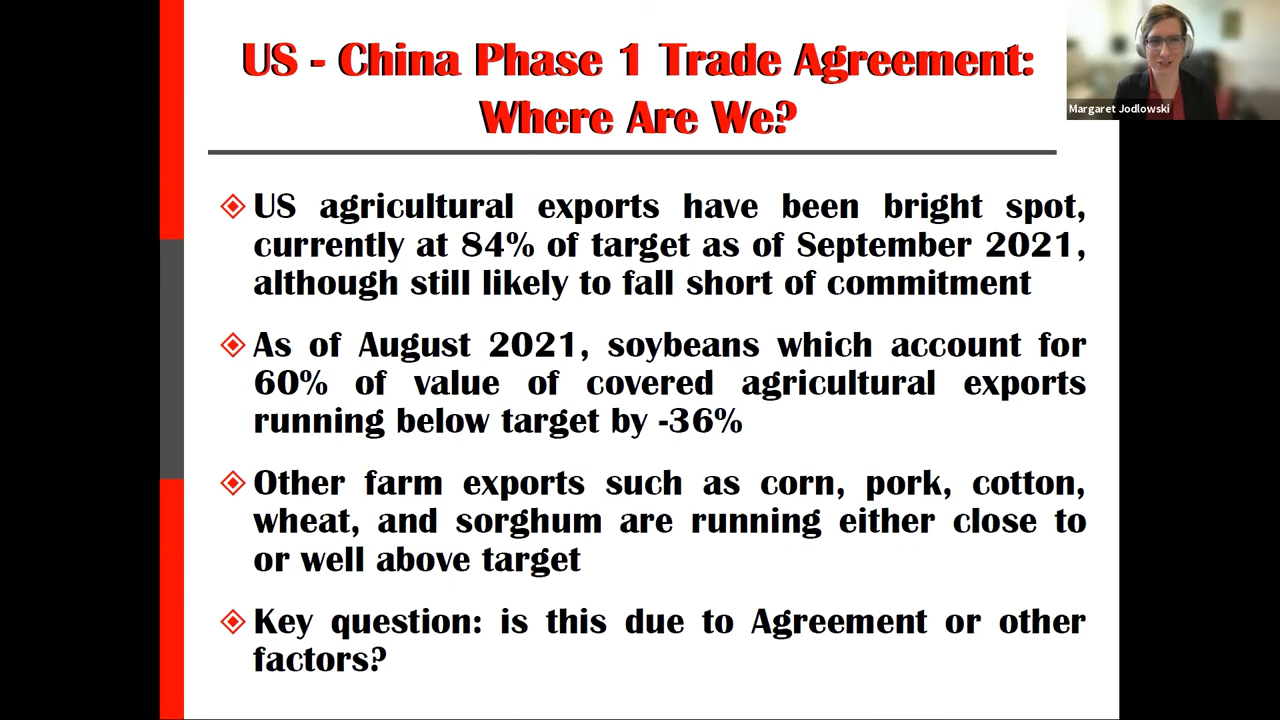 US - China Phase 1 Trade Agreement:
Where Are We?
Margaret Jodlowski
US agricultural exports have been bright spot,
currently at 84% of target as of September 2021,
although still likely to fall short of commitment
As of August 2021, soybeans which account for
60% of value of covered agricultural exports
running below target by -36%
Other farm exports such as corn, pork, cotton,
wheat, and sorghum are running either close to
or well above target
Key question: is this due to Agreement or other
factors?